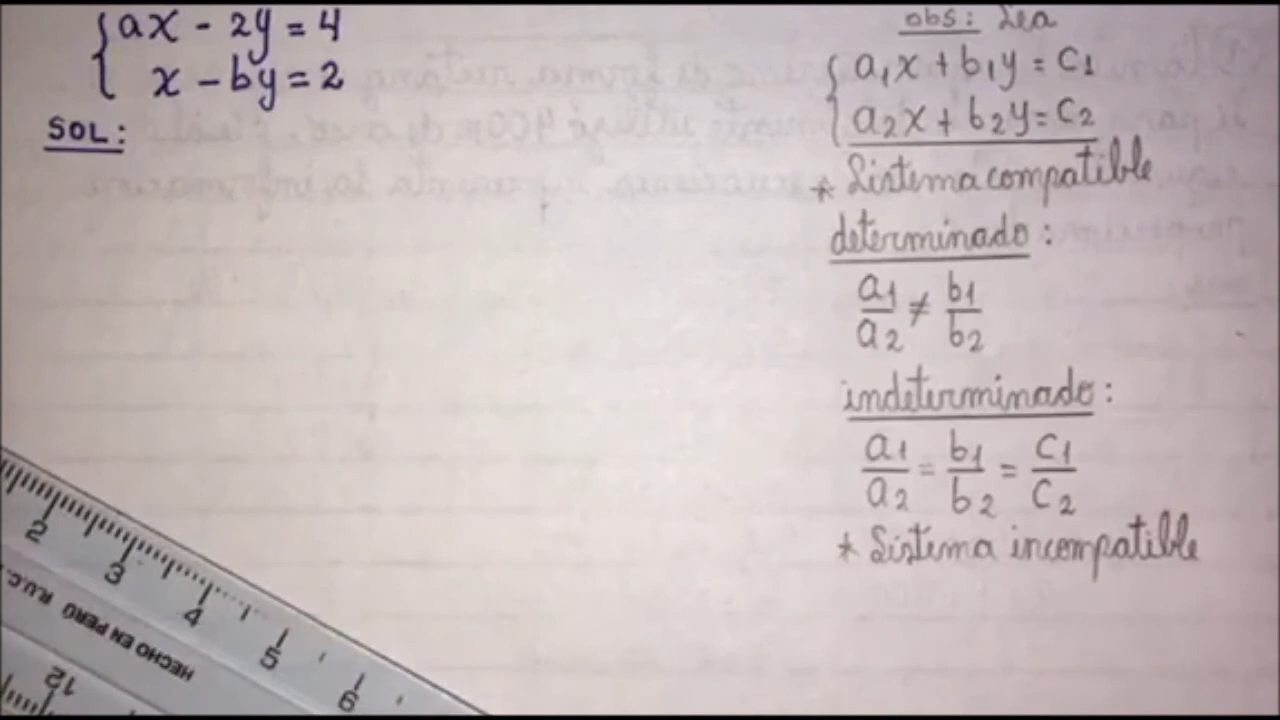 ax - 2y = 4
x - by = 2
SOL:
obs: Sea
a₁x + b₁y = c₁
a₂x + b₂y = c₂
* Sistema compatible
determinado:
a₁/a₂ ≠ b₁/b₂
indeterminado:
a₁/a₂ = b₁/b₂ = c₁/c₂
* Sistema incompatible
2 3 4 5 6
HECHO EN PERÚ R.U.C.
12